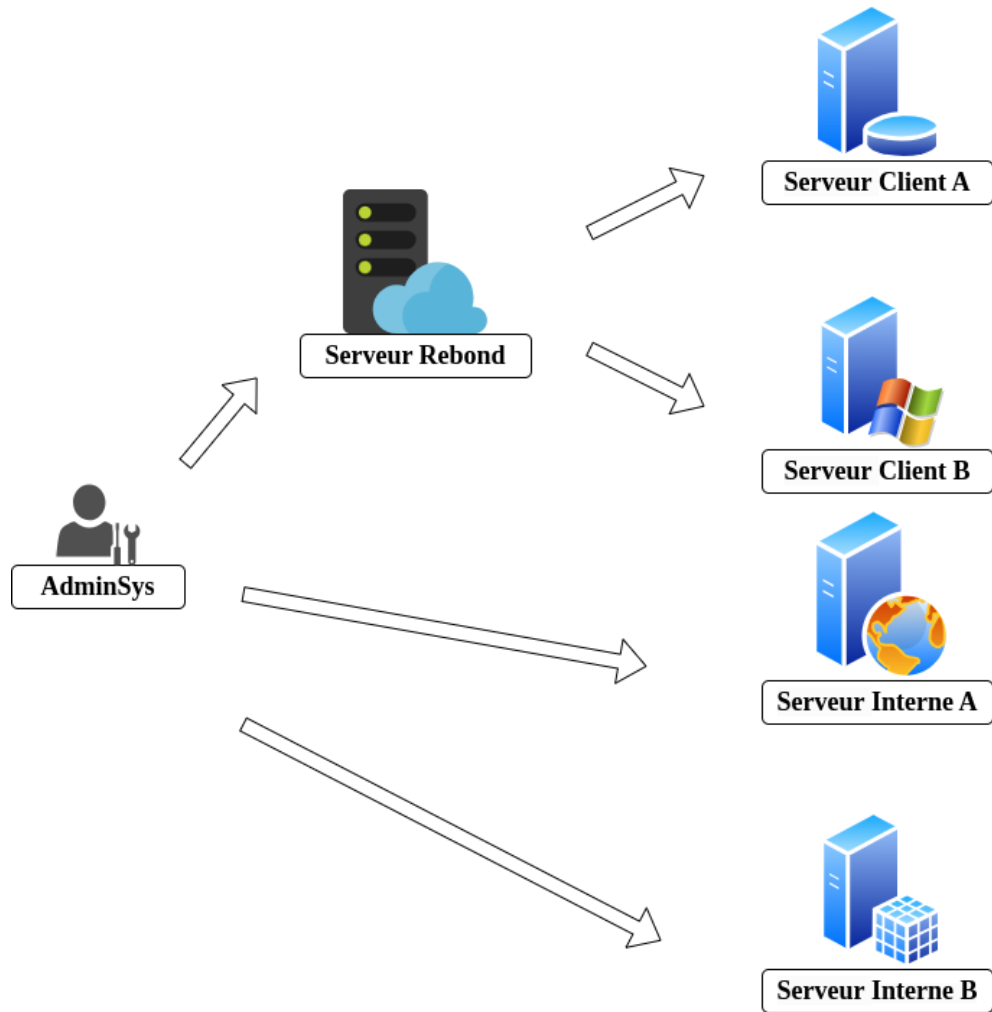 Serveur Client A
Serveur Rebond
Serveur Client B
AdminSys
Serveur Interne A
Serveur Interne B